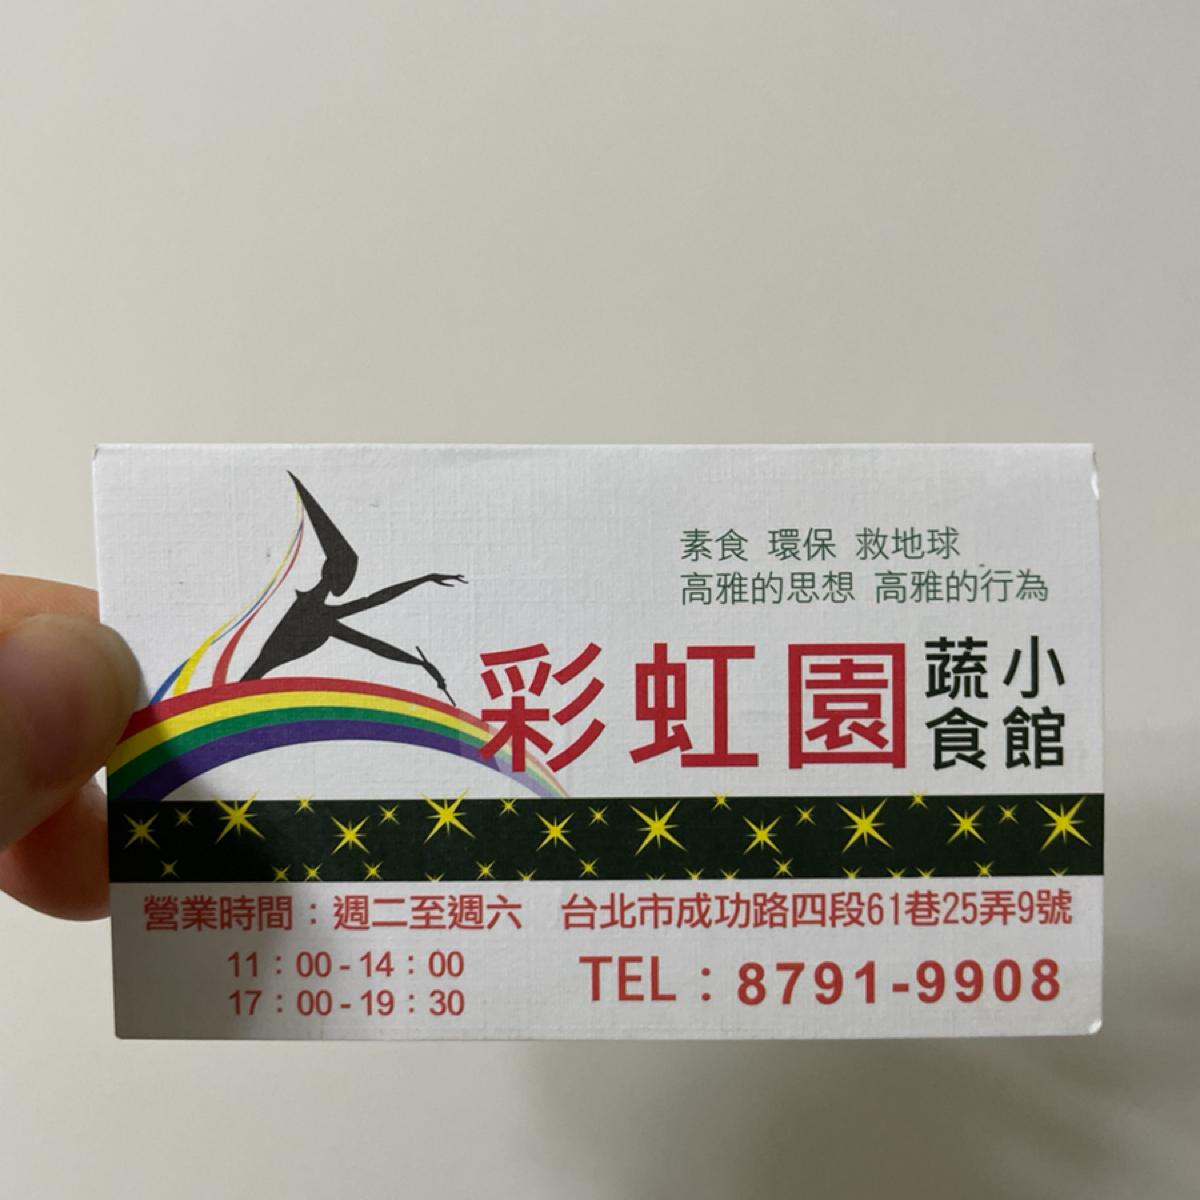 素食 環保 救地球
高雅的思想 高雅的行為
彩虹園 蔬食小館
營業時間：週二至週六 台北市成功路四段61巷25弄9號
11：00-14：00
17：00-19：30
TEL：8791-9908